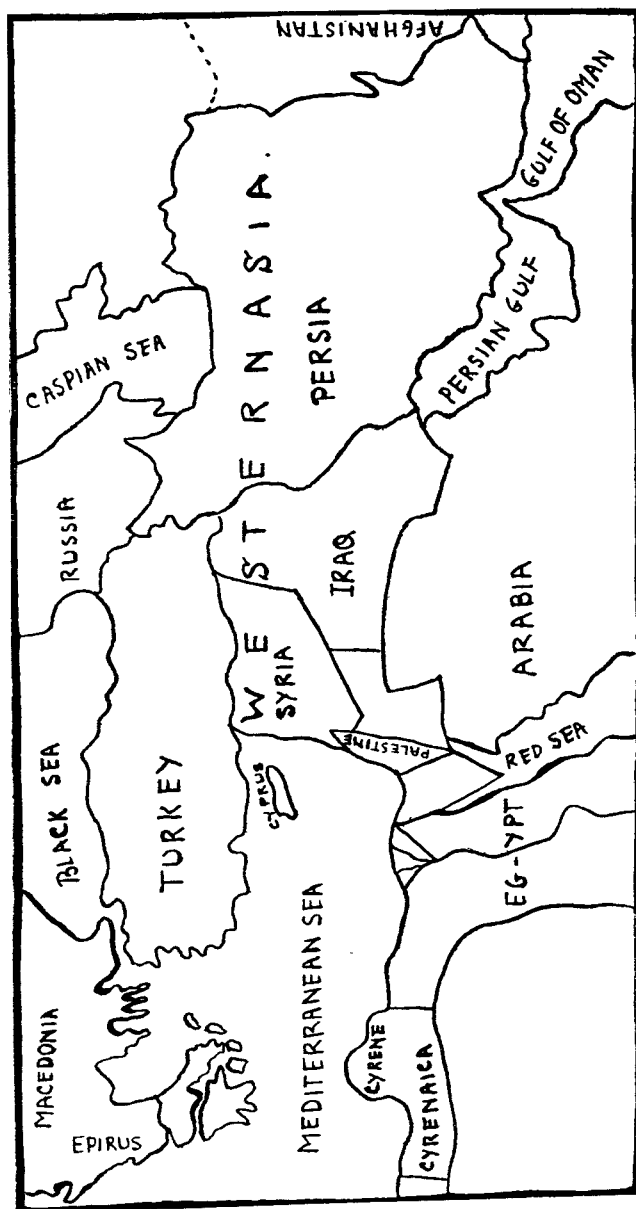 MACEDONIA
EPIRUS
BLACK SEA
RUSSIA
CASPIAN SEA
AFGHANISTAN
TURKEY
CYPRUS
SYRIA
WESTERN ASIA.
PERSIA
IRAQ
PALESTINE
MEDITERRANEAN SEA
CYRENE
CYRENAICA
EG-YPT
RED SEA
ARABIA
PERSIAN GULF
GULF OF OMAN